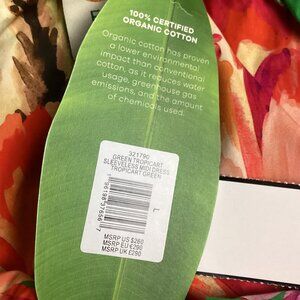 100% CERTIFIED
ORGANIC COTTON
Organic cotton has proven
a lower environmental
impact than conventional
cotton, as it reduces water
usage, greenhouse gas
emissions, and the amount
of chemicals used.
321790
GREEN TROPICART
SLEEVELESS MIDI DRESS
TROPICART GREEN
L
MSRP US $260
MSRP EU €290
MSRP UK £290